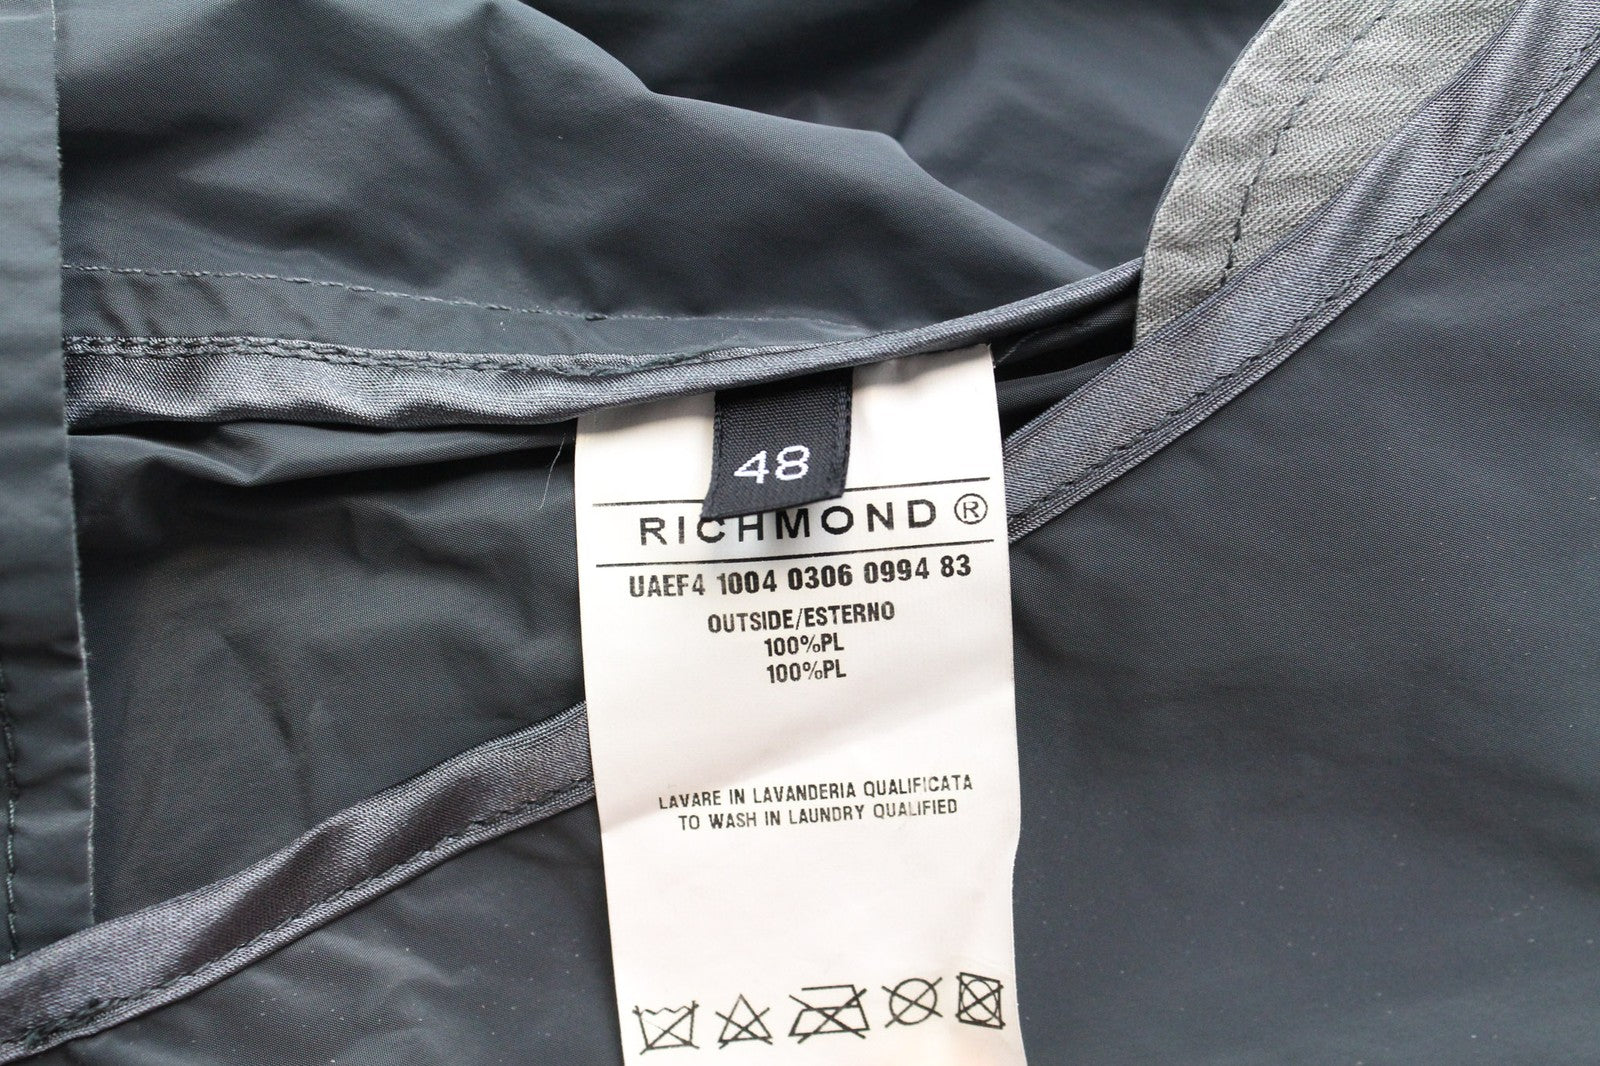 48
RICHMOND®
UAEF4 1004 0306 0994 83
OUTSIDE/ESTERNO
100%PL
100%PL
LAVARE IN LAVANDERIA QUALIFICATA
TO WASH IN LAUNDRY QUALIFIED